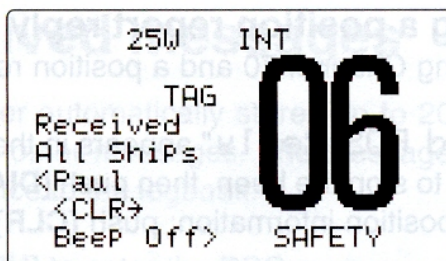 25W INT
TAG
06
Received
All Ships
<Paul
<CLR→
Beep Off> SAFETY